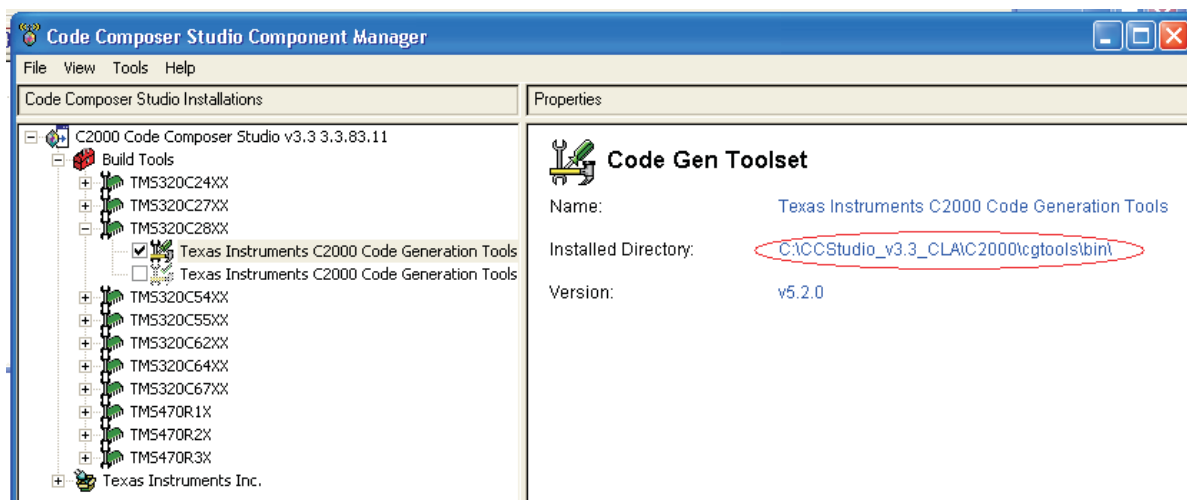 Code Composer Studio Component Manager
File View Tools Help
Code Composer Studio Installations
Properties
C2000 Code Composer Studio v3.3 3.3.83.11
Build Tools
TMS320C24XX
TMS320C27XX
TMS320C28XX
Texas Instruments C2000 Code Generation Tools
Texas Instruments C2000 Code Generation Tools
TMS320C54XX
TMS320C55XX
TMS320C62XX
TMS320C64XX
TMS320C67XX
TMS470R1X
TMS470R2X
TMS470R3X
Texas Instruments Inc.
Code Gen Toolset
Name: Texas Instruments C2000 Code Generation Tools
Installed Directory: C:\CCStudio_v3.3_CLA\C2000\cgtools\bin\
Version: v5.2.0